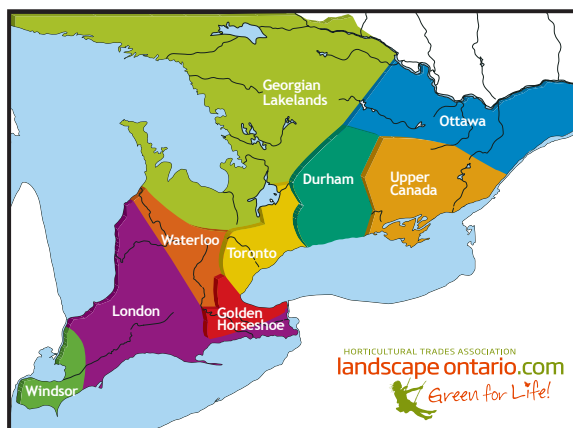 Georgian
Lakelands
Ottawa
Durham
Upper
Canada
Waterloo
Toronto
London
Golden
Horseshoe
Windsor
HORTICULTURAL TRADES ASSOCIATION
landscapeontario.com
Green for Life!